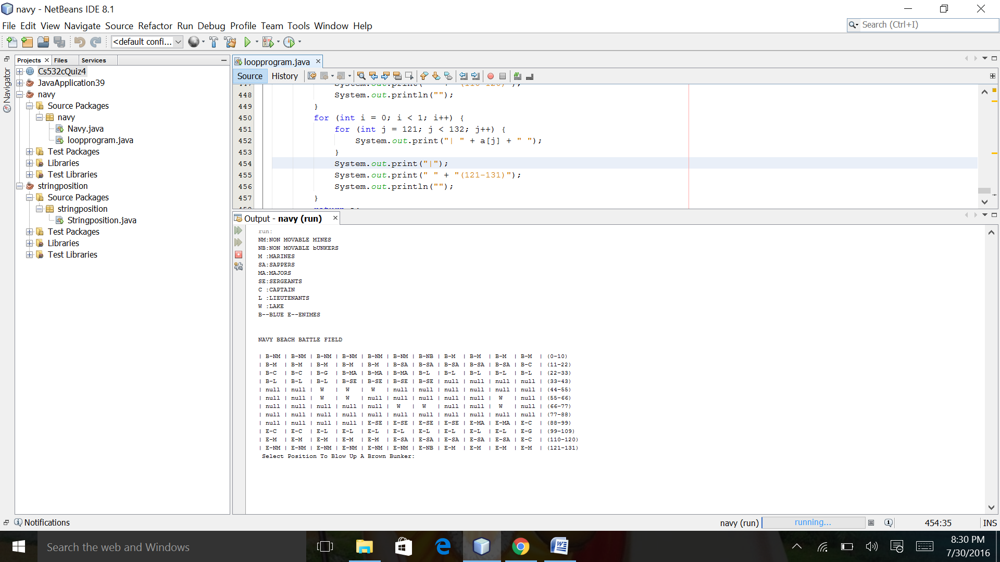 navy - NetBeans IDE 8.1
File Edit View Navigate Source Refactor Run Debug Profile Team Tools Window Help
Search (Ctrl+I)
<default confi...
Projects Files Services
Navigator
Cs532cQuiz4
JavaApplication39
navy
Source Packages
navy
Navy.java
loopprogram.java
Test Packages
Libraries
Test Libraries
stringposition
Source Packages
stringposition
Stringposition.java
Test Packages
Libraries
Test Libraries
loopprogram.java
Source History
448 System.out.println("");
449 }
450 for (int i = 0; i < 1; i++) {
451 for (int j = 121; j < 132; j++) {
452 System.out.print("| " + a[j] + " ");
453 }
454 System.out.print("|");
455 System.out.print(" " + "(121-131)");
456 System.out.println("");
457 }
Output - navy (run)
run:
NM:NON MOVABLE MINES
NB:NON MOVABLE bUNKERS
M :MARINES
SA:SAPPERS
MA:MAJORS
SE:SERGEANTS
C :CAPTAIN
L :LIEUTENANTS
W :LAKE
B--BLUE E--ENIMES
NAVY BEACH BATTLE FIELD
| B-NM | B-NM | B-NM | B-NM | B-NM | B-NM | B-NB | B-M | B-M | B-M | B-M | (0-10)
| B-M | B-M | B-M | B-M | B-M | B-SA | B-SA | B-SA | B-SA | B-SA | B-C | (11-22)
| B-C | B-C | B-G | B-MA | B-MA | B-MA | B-L | B-L | B-L | B-L | B-L | (22-33)
| B-L | B-L | B-L | B-SE | B-SE | B-SE | B-SE | null | null | null | null | (33-43)
| null | null | W | W | W | null | null | null | null | null | null | (44-55)
| null | null | W | W | null | null | null | null | null | W | null | (55-66)
| null | null | null | null | null | W | W | null | null | W | null | (66-77)
| null | null | null | null | null | null | null | null | null | null | null | (77-88)
| null | null | null | null | E-SE | E-SE | E-SE | E-SE | E-MA | E-MA | E-C | (88-99)
| E-C | E-C | E-L | E-L | E-L | E-L | E-L | E-L | E-L | E-L | E-G | (99-109)
| E-M | E-M | E-M | E-M | E-M | E-SA | E-SA | E-SA | E-SA | E-SA | E-C | (110-120)
| E-NM | E-NM | E-NM | E-NM | E-NM | E-NM | E-NB | E-M | E-M | E-M | E-M | (121-131)
Select Position To Blow Up A Brown Bunker:
Notifications
navy (run) running... 454:35 INS
Search the web and Windows
8:30 PM
7/30/2016